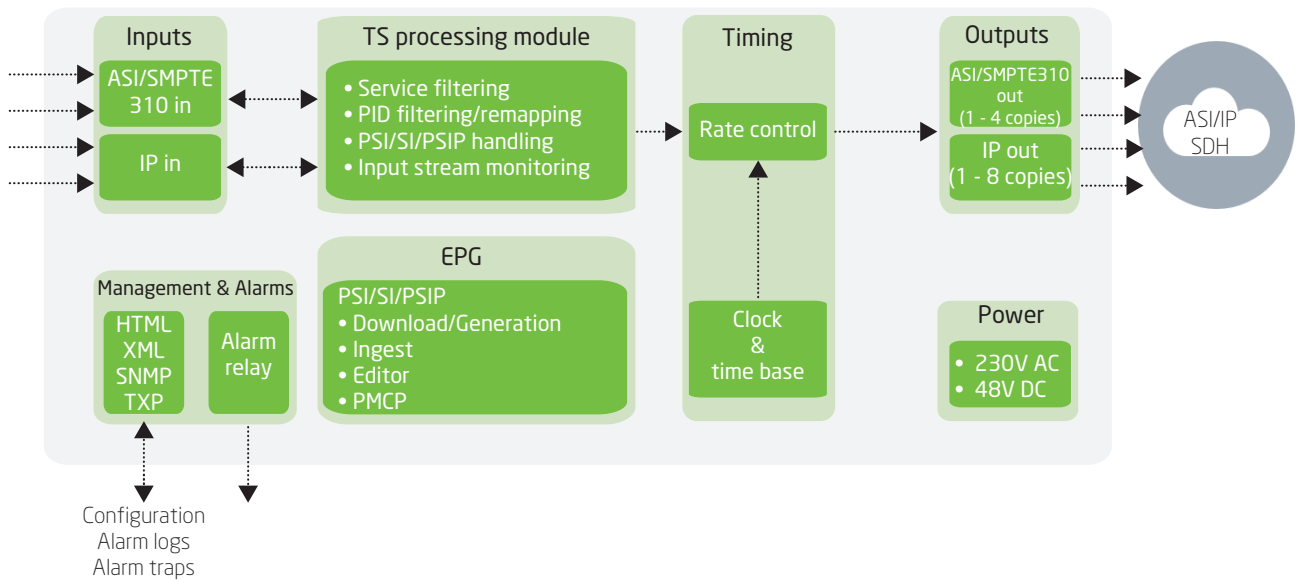 Inputs
ASI/SMPTE
310 in
IP in
TS processing module
• Service filtering
• PID filtering/remapping
• PSI/SI/PSIP handling
• Input stream monitoring
Timing
Rate control
Clock
&
time base
Outputs
ASI/SMPTE310
out
(1 - 4 copies)
IP out
(1 - 8 copies)
ASI/IP
SDH
Management & Alarms
HTML
XML
SNMP
TXP
Alarm
relay
EPG
PSI/SI/PSIP
• Download/Generation
• Ingest
• Editor
• PMCP
Power
• 230V AC
• 48V DC
Configuration
Alarm logs
Alarm traps